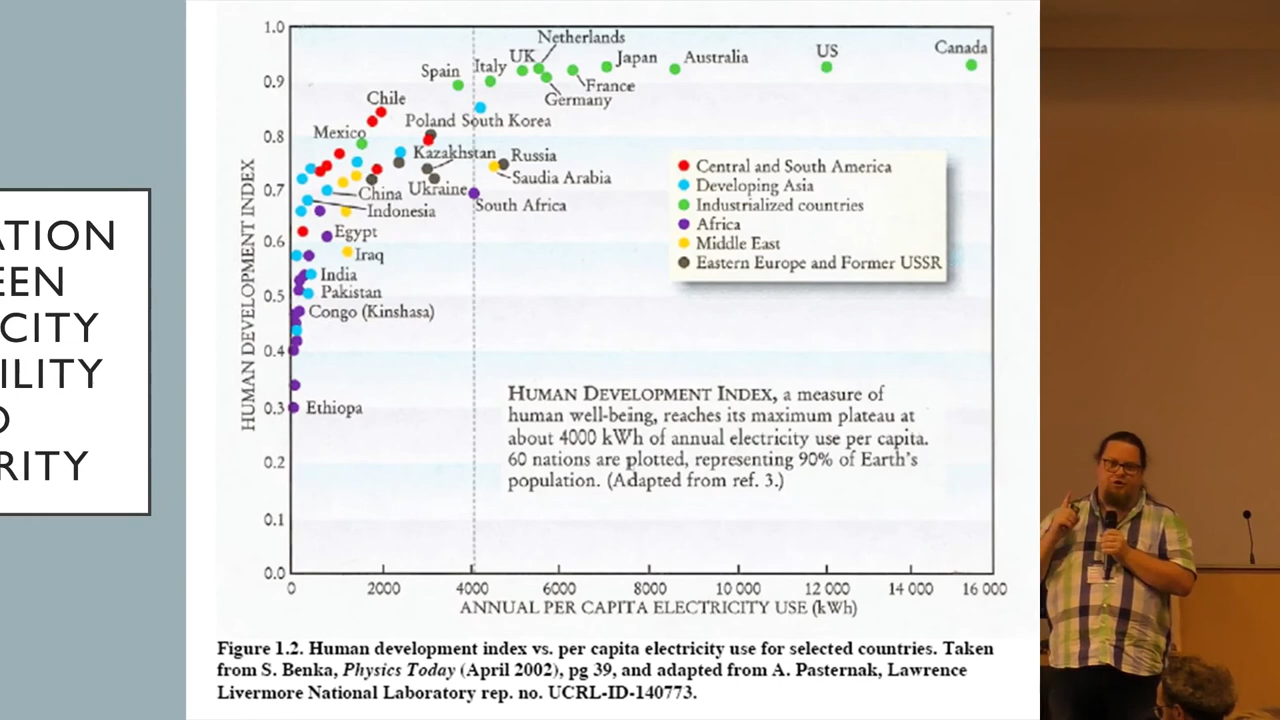 ATION
EEN
CITY
ILITY
D
RITY
1.0
0.9
0.8
0.7
0.6
0.5
0.4
0.3
0.2
0.1
0.0
HUMAN DEVELOPMENT INDEX
0 2000 4000 6000 8000 10 000 12 000 14 000 16 000
ANNUAL PER CAPITA ELECTRICITY USE (kWh)
Netherlands
UK
Japan
Australia
US
Canada
Spain
Italy
France
Germany
Chile
Poland South Korea
Mexico
Kazakhstan
Russia
Saudia Arabia
China
Ukraine
South Africa
Indonesia
Egypt
Iraq
India
Pakistan
Congo (Kinshasa)
Ethiopa
Central and South America
Developing Asia
Industrialized countries
Africa
Middle East
Eastern Europe and Former USSR
HUMAN DEVELOPMENT INDEX, a measure of
human well-being, reaches its maximum plateau at
about 4000 kWh of annual electricity use per capita.
60 nations are plotted, representing 90% of Earth's
population. (Adapted from ref. 3.)
Figure 1.2. Human development index vs. per capita electricity use for selected countries. Taken
from S. Benka, Physics Today (April 2002), pg 39, and adapted from A. Pasternak, Lawrence
Livermore National Laboratory rep. no. UCRL-ID-140773.